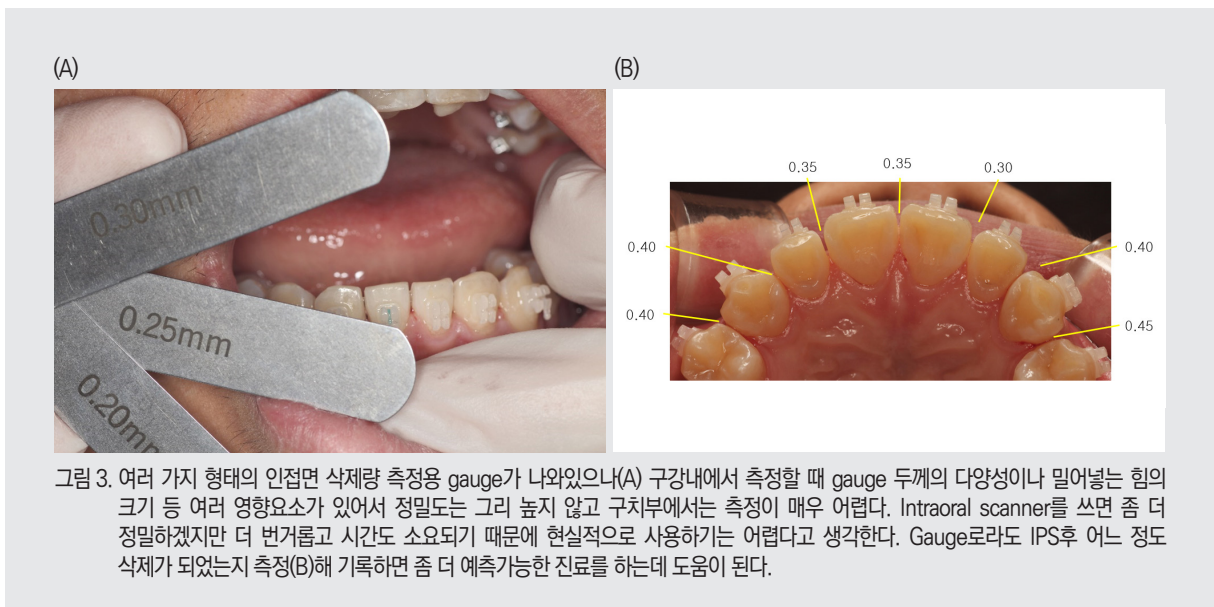 (A)
(B)
0.30mm
0.25mm
0.20mm
0.35
0.35
0.30
0.40
0.40
0.40
0.45
그림 3. 여러 가지 형태의 인접면 삭제량 측정용 gauge가 나와있으나(A) 구강내에서 측정할 때 gauge 두께의 다양성이나 밀어넣는 힘의
크기 등 여러 영향요소가 있어서 정밀도는 그리 높지 않고 구치부에서는 측정이 매우 어렵다. Intraoral scanner를 쓰면 좀 더
정밀하겠지만 더 번거롭고 시간도 소요되기 때문에 현실적으로 사용하기는 어렵다고 생각한다. Gauge로라도 IPS후 어느 정도
삭제가 되었는지 측정(B)해 기록하면 좀 더 예측가능한 진료를 하는데 도움이 된다.